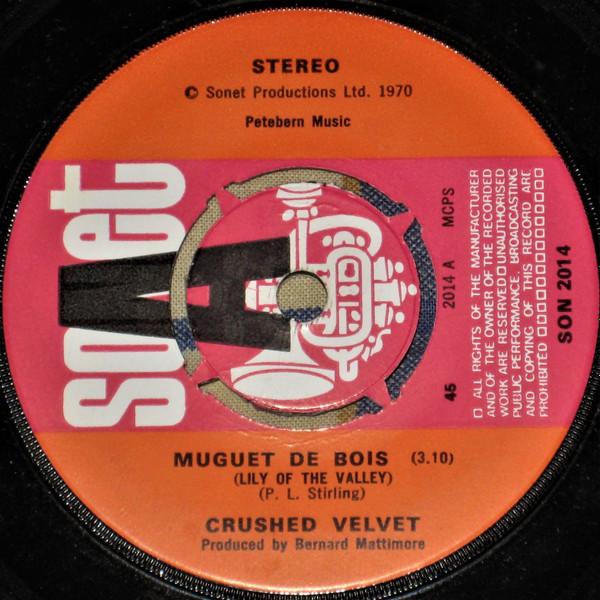 STEREO
© Sonet Productions Ltd. 1970
Petebern Music
sonet
A
2014 A MCPS
45
□ ALL RIGHTS OF THE MANUFACTURER
AND OF THE OWNER OF THE RECORDED
WORK ARE RESERVED □ UNAUTHORISED
PUBLIC PERFORMANCE, BROADCASTING
AND COPYING OF THIS RECORD ARE
PROHIBITED □□□□□□□□□□□□□
SON 2014
MUGUET DE BOIS (3.10)
(LILY OF THE VALLEY)
(P. L. Stirling)
CRUSHED VELVET
Produced by Bernard Mattimore